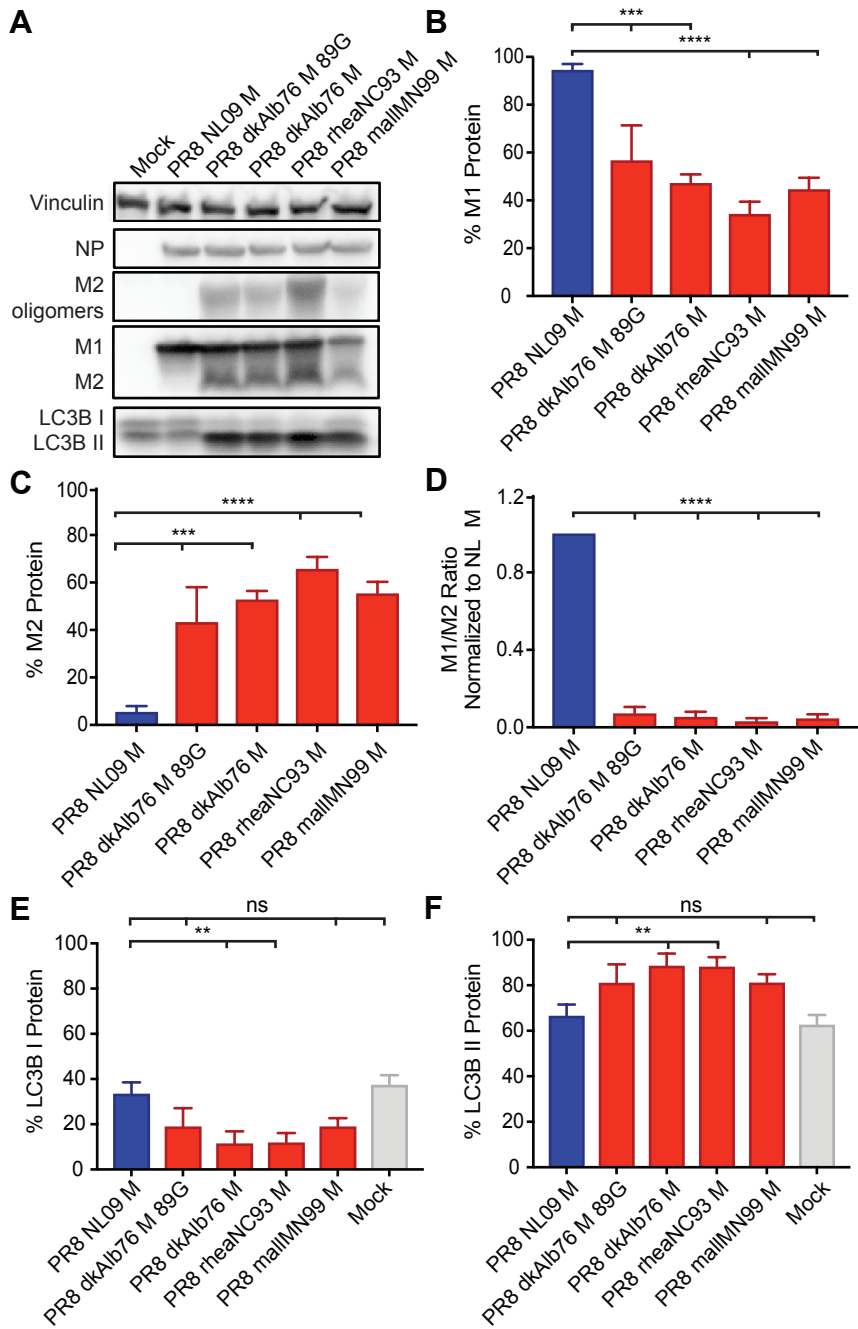 A
Mock
PR8 NL09 M
PR8 dkAlb76 M 89G
PR8 dkAlb76 M
PR8 rheaNC93 M
PR8 mallMN99 M
Vinculin
NP
M2
oligomers
M1
M2
LC3B I
LC3B II
B
***
****
% M1 Protein
100
80
60
40
20
0
PR8 NL09 M
PR8 dkAlb76 M 89G
PR8 dkAlb76 M
PR8 rheaNC93 M
PR8 mallMN99 M
C
****
***
% M2 Protein
100
80
60
40
20
0
PR8 NL09 M
PR8 dkAlb76 M 89G
PR8 dkAlb76 M
PR8 rheaNC93 M
PR8 mallMN99 M
D
****
M1/M2 Ratio
Normalized to NL M
1.2
0.8
0.4
0.0
PR8 NL09 M
PR8 dkAlb76 M 89G
PR8 dkAlb76 M
PR8 rheaNC93 M
PR8 mallMN99 M
E
ns
**
% LC3B I Protein
100
80
60
40
20
0
PR8 NL09 M
PR8 dkAlb76 M 89G
PR8 dkAlb76 M
PR8 rheaNC93 M
PR8 mallMN99 M
Mock
F
ns
**
% LC3B II Protein
100
80
60
40
20
0
PR8 NL09 M
PR8 dkAlb76 M 89G
PR8 dkAlb76 M
PR8 rheaNC93 M
PR8 mallMN99 M
Mock